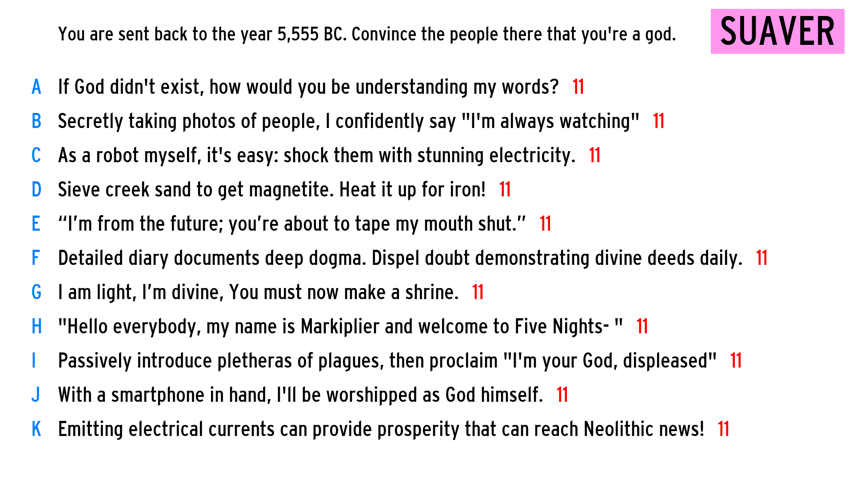 You are sent back to the year 5,555 BC. Convince the people there that you're a god.
SUAVER
A If God didn't exist, how would you be understanding my words? 11
B Secretly taking photos of people, I confidently say "I'm always watching" 11
C As a robot myself, it's easy: shock them with stunning electricity. 11
D Sieve creek sand to get magnetite. Heat it up for iron! 11
E “I’m from the future; you’re about to tape my mouth shut.” 11
F Detailed diary documents deep dogma. Dispel doubt demonstrating divine deeds daily. 11
G I am light, I’m divine, You must now make a shrine. 11
H "Hello everybody, my name is Markiplier and welcome to Five Nights- " 11
I Passively introduce pletheras of plagues, then proclaim "I'm your God, displeased" 11
J With a smartphone in hand, I'll be worshipped as God himself. 11
K Emitting electrical currents can provide prosperity that can reach Neolithic news! 11